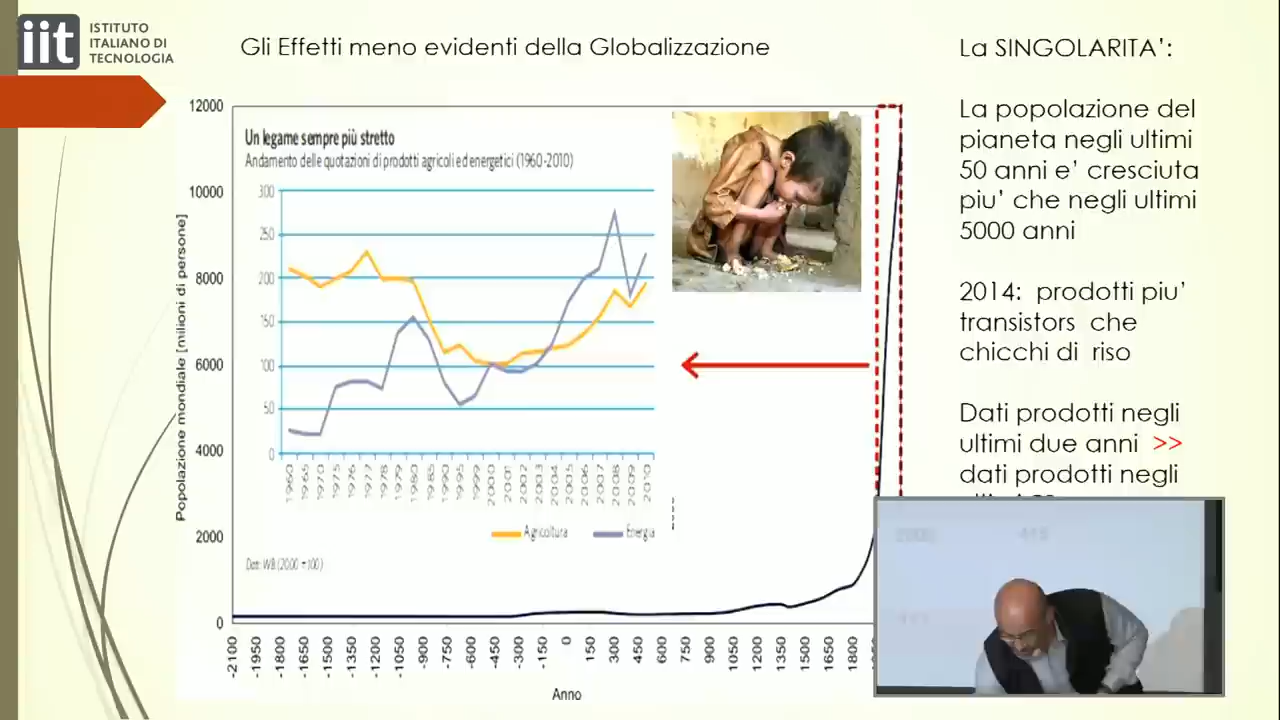 iit
ISTITUTO
ITALIANO DI
TECNOLOGIA
Gli Effetti meno evidenti della Globalizzazione
La SINGOLARITA':
La popolazione del
pianeta negli ultimi
50 anni e' cresciuta
piu' che negli ultimi
5000 anni
2014: prodotti piu'
transistors che
chicchi di riso
Dati prodotti negli
ultimi due anni >>
dati prodotti negli
Popolazione mondiale [milioni di persone]
12000
10000
8000
6000
4000
2000
0
Un legame sempre più stretto
Andamento delle quotazioni di prodotti agricoli ed energetici (1960-2010)
300
250
200
150
100
50
0
1960 1965 1970 1975 1976 1977 1978 1979 1980 1985 1990 1995 1999 2000 2001 2002 2003 2004 2005 2006 2007 2008 2009 2010
Agricoltura Energia
Dati: WB (2000 = 100)
-2100 -1950 -1800 -1650 -1500 -1350 -1200 -1050 -900 -750 -600 -450 -300 -150 0 150 300 450 600 750 900 1050 1200 1350 1500 1650 1800
Anno